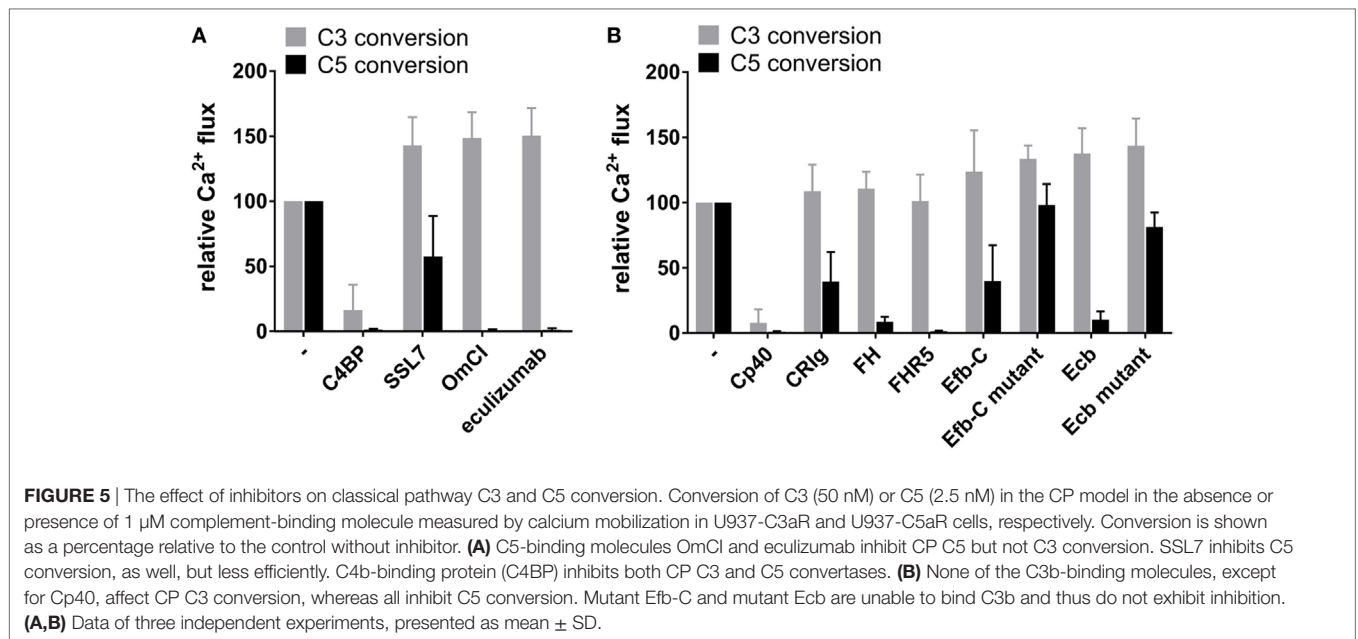 A
C3 conversion
C5 conversion
relative Ca²⁺ flux
200
150
100
50
0
-
C4BP
SSL7
OmCI
eculizumab
B
C3 conversion
C5 conversion
relative Ca²⁺ flux
200
150
100
50
0
-
Cp40
CRIg
FH
FHR5
Efb-C
Efb-C mutant
Ecb
Ecb mutant
FIGURE 5 | The effect of inhibitors on classical pathway C3 and C5 conversion. Conversion of C3 (50 nM) or C5 (2.5 nM) in the CP model in the absence or
presence of 1 µM complement-binding molecule measured by calcium mobilization in U937-C3aR and U937-C5aR cells, respectively. Conversion is shown
as a percentage relative to the control without inhibitor. (A) C5-binding molecules OmCI and eculizumab inhibit CP C5 but not C3 conversion. SSL7 inhibits C5
conversion, as well, but less efficiently. C4b-binding protein (C4BP) inhibits both CP C3 and C5 convertases. (B) None of the C3b-binding molecules, except
for Cp40, affect CP C3 conversion, whereas all inhibit C5 conversion. Mutant Efb-C and mutant Ecb are unable to bind C3b and thus do not exhibit inhibition.
(A,B) Data of three independent experiments, presented as mean ± SD.